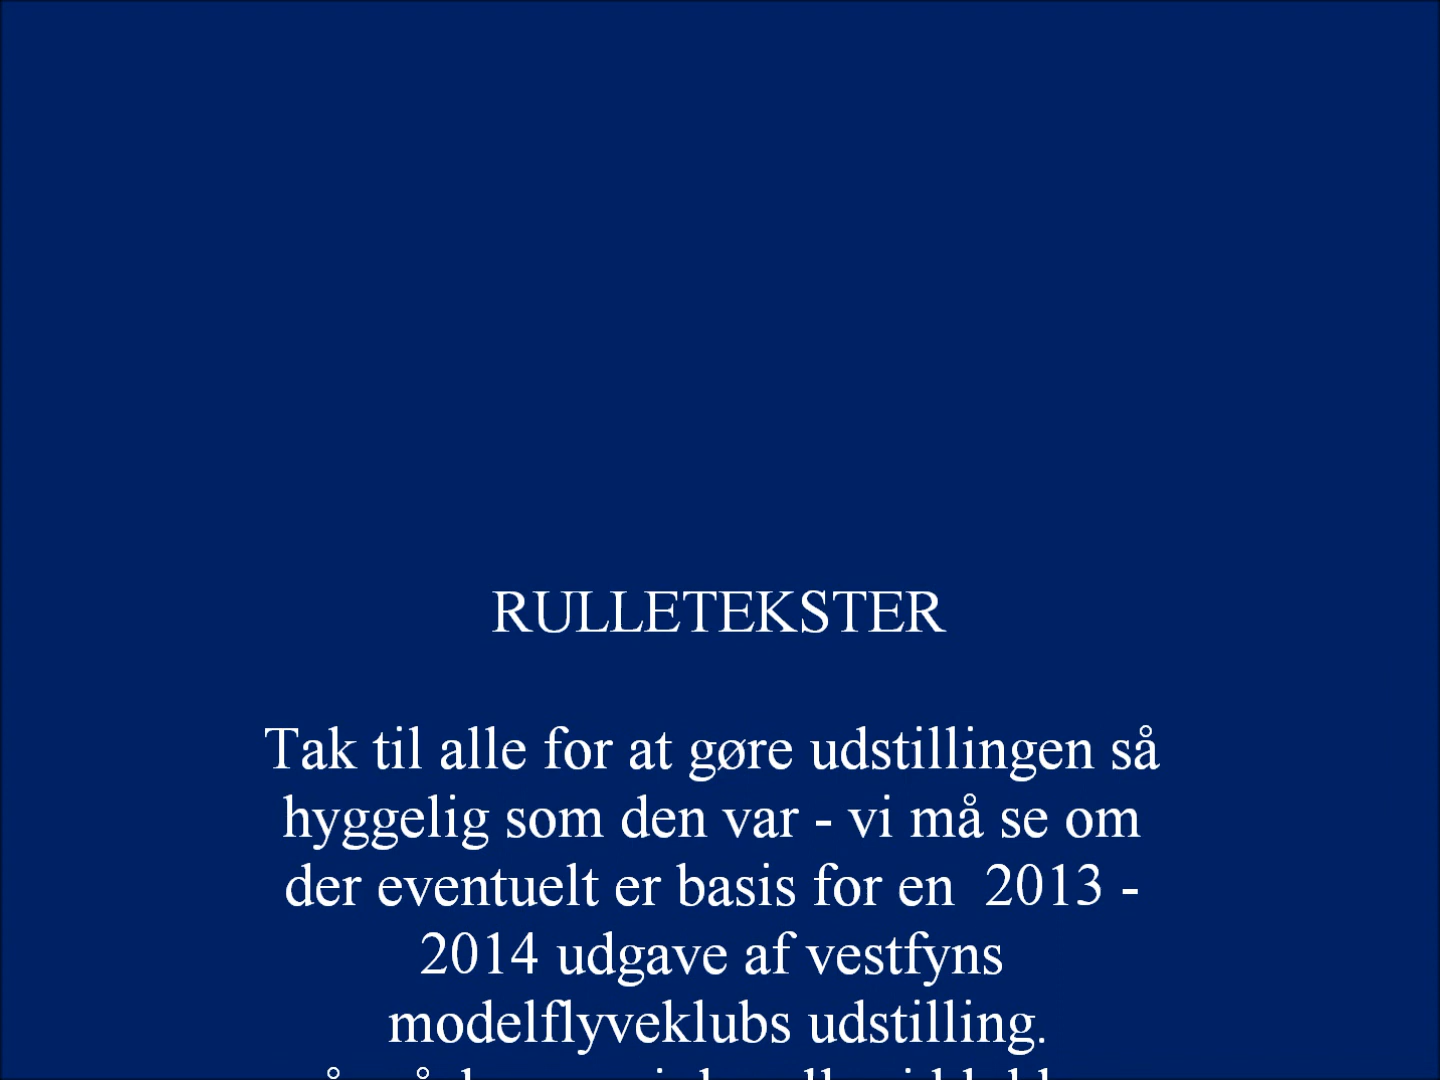 RULLETEKSTER
Tak til alle for at gøre udstillingen så
hyggelig som den var - vi må se om
der eventuelt er basis for en  2013 -
2014 udgave af vestfyns
modelflyveklubs udstilling.